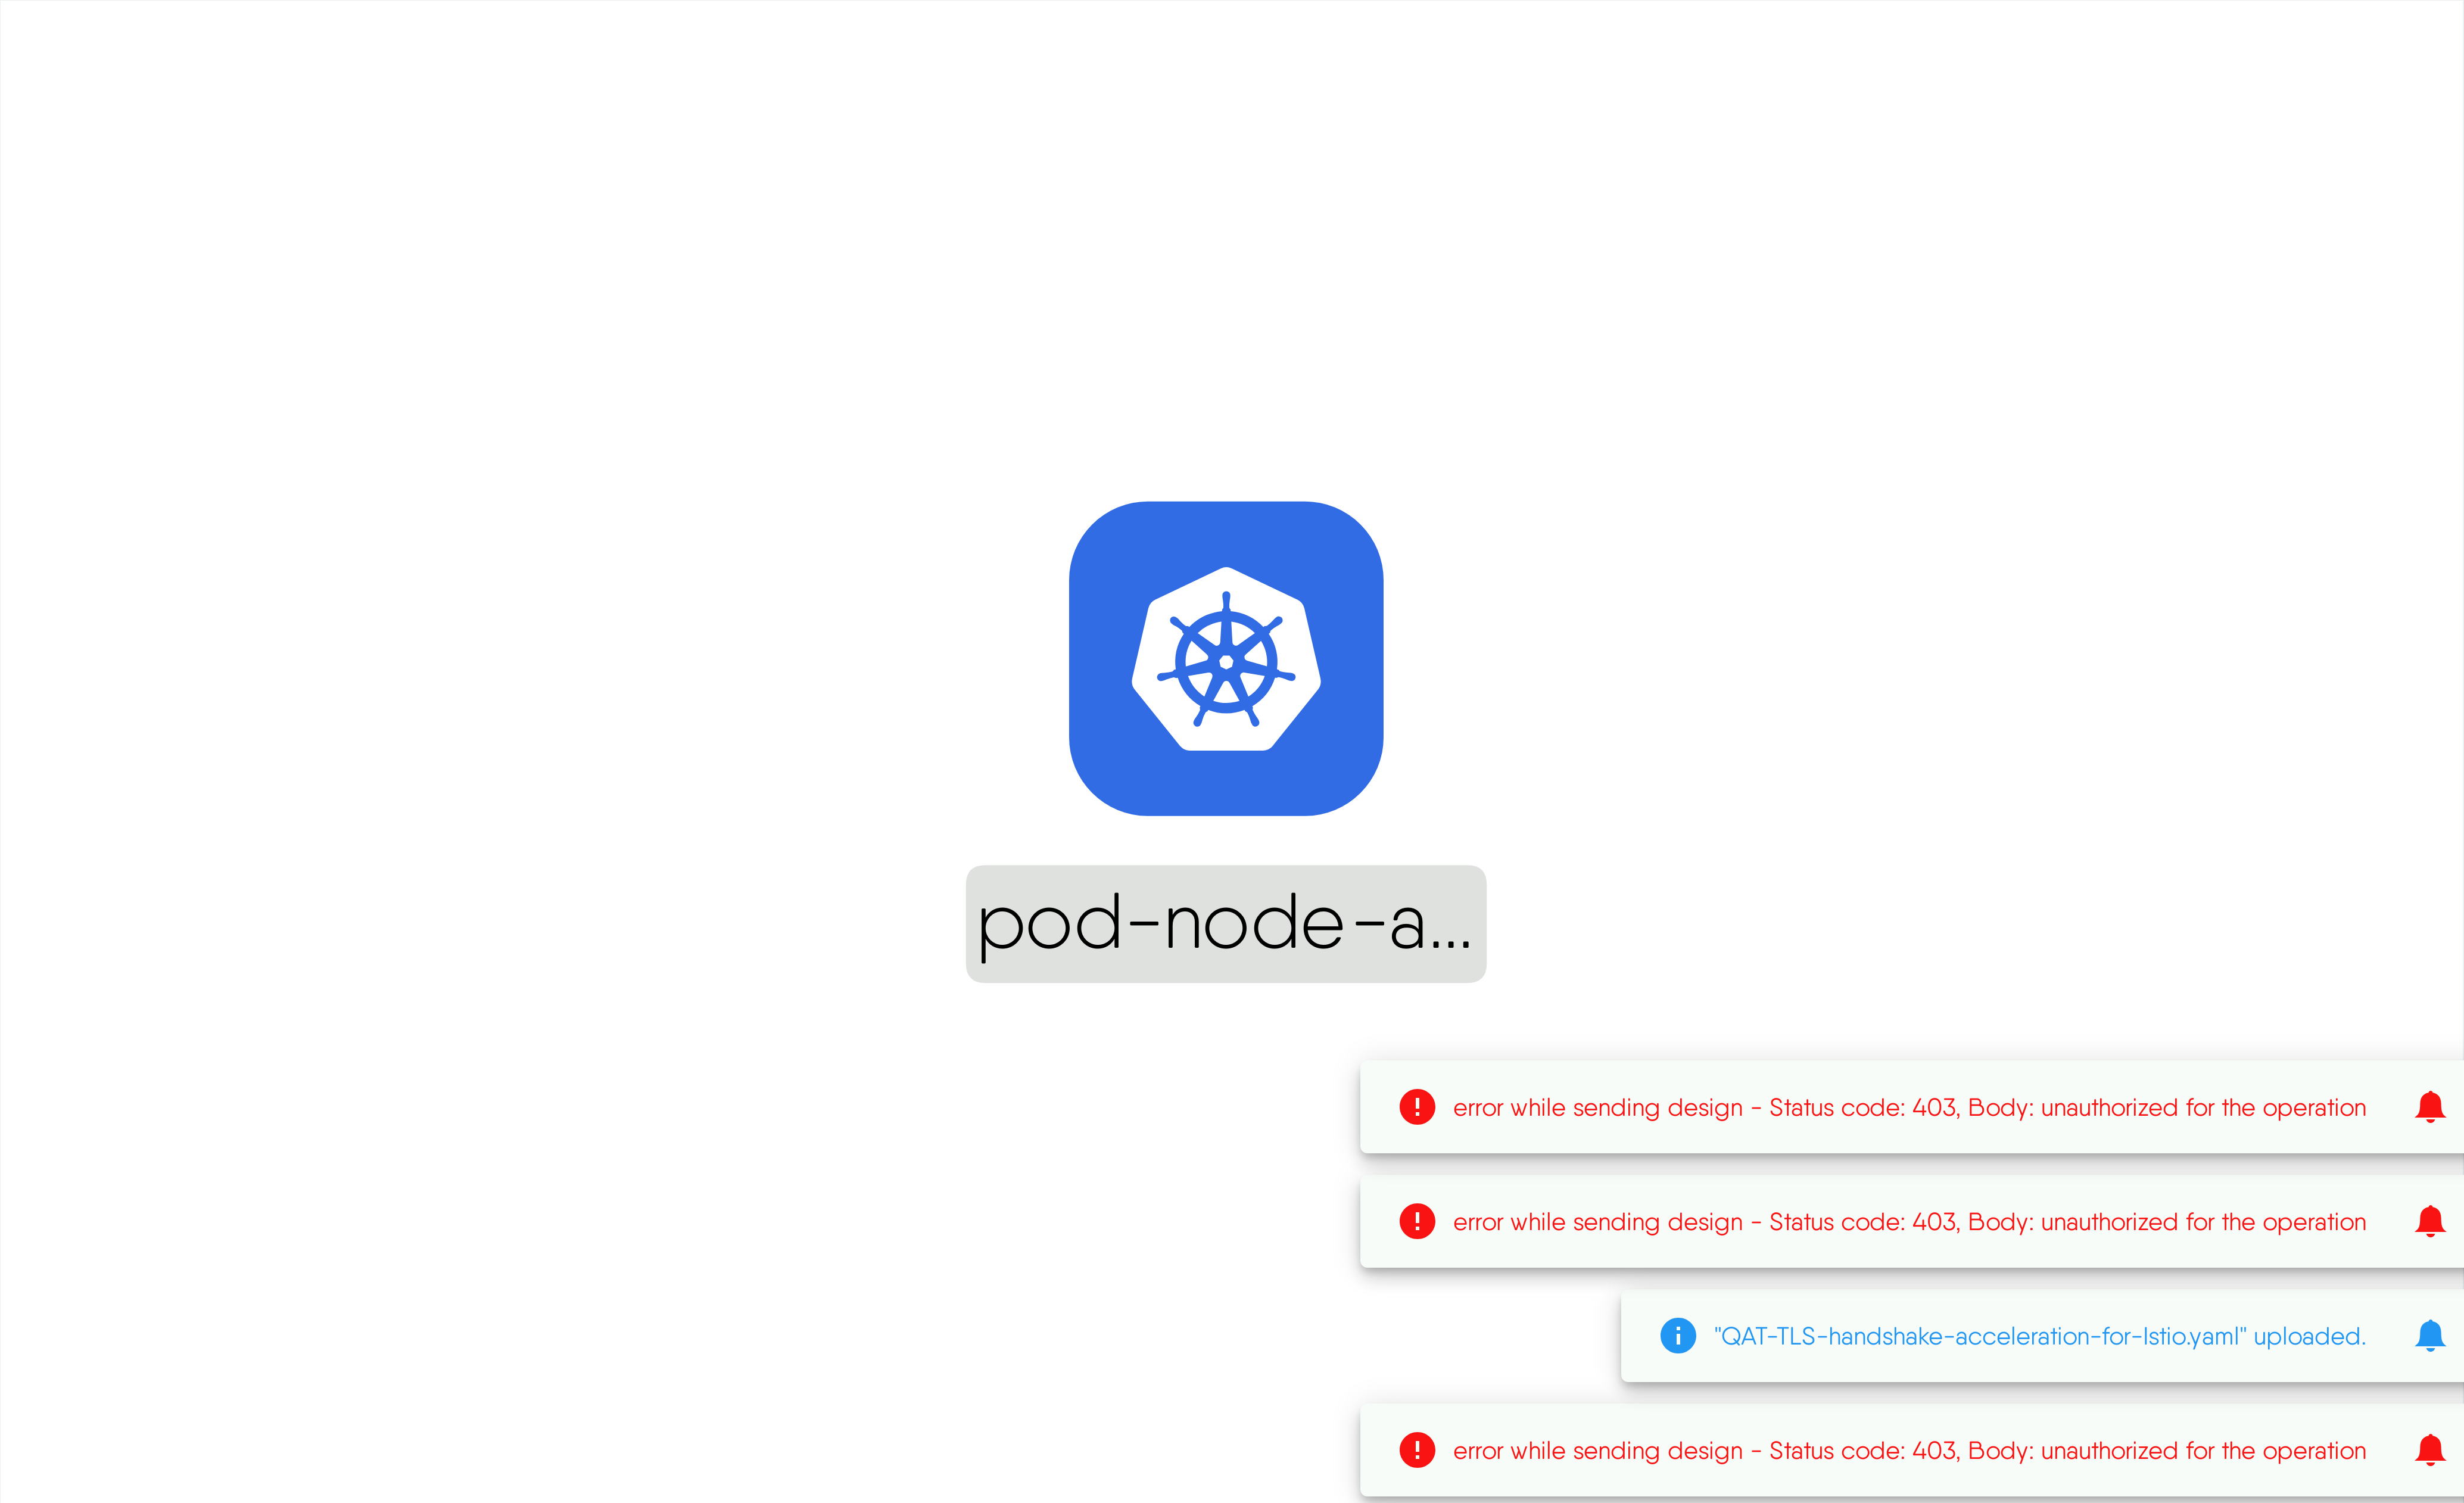 pod-node-a...
error while sending design - Status code: 403, Body: unauthorized for the operation
error while sending design - Status code: 403, Body: unauthorized for the operation
"QAT-TLS-handshake-acceleration-for-Istio.yaml" uploaded.
error while sending design - Status code: 403, Body: unauthorized for the operation